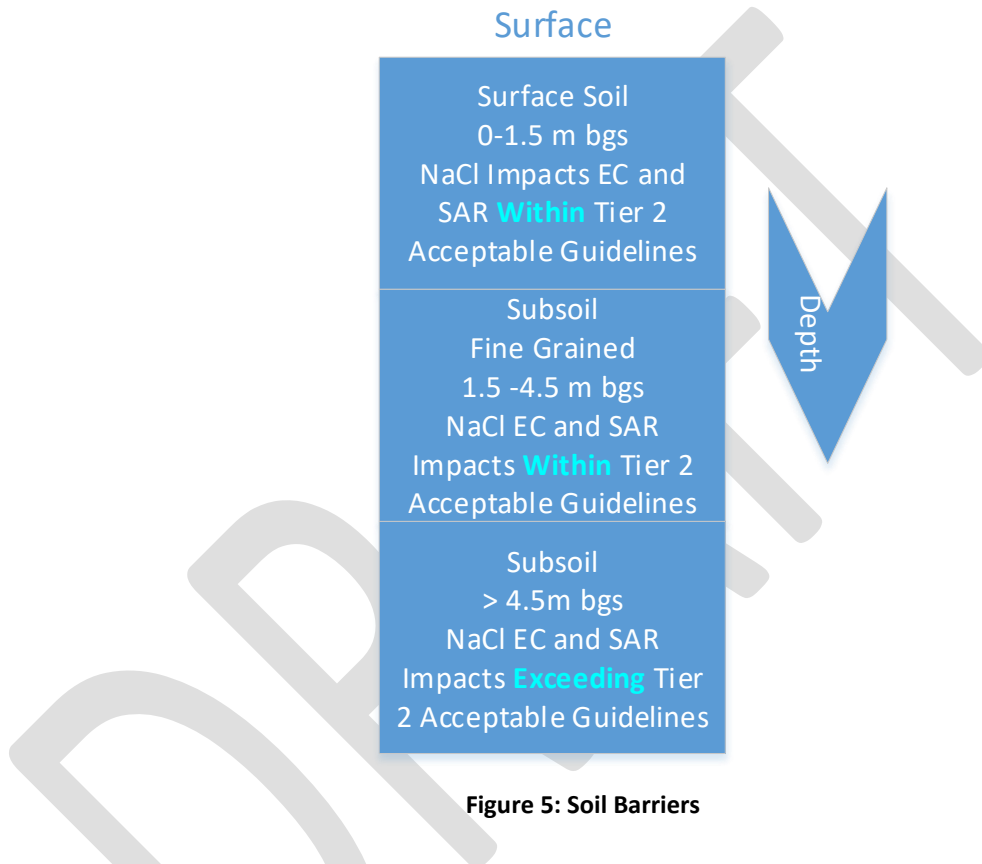 Surface
Surface Soil
0-1.5 m bgs
NaCl Impacts EC and
SAR Within Tier 2
Acceptable Guidelines
Subsoil
Fine Grained
1.5 -4.5 m bgs
NaCl EC and SAR
Impacts Within Tier 2
Acceptable Guidelines
Subsoil
> 4.5m bgs
NaCl EC and SAR
Impacts Exceeding Tier
2 Acceptable Guidelines
Depth
Figure 5: Soil Barriers
DRAFT